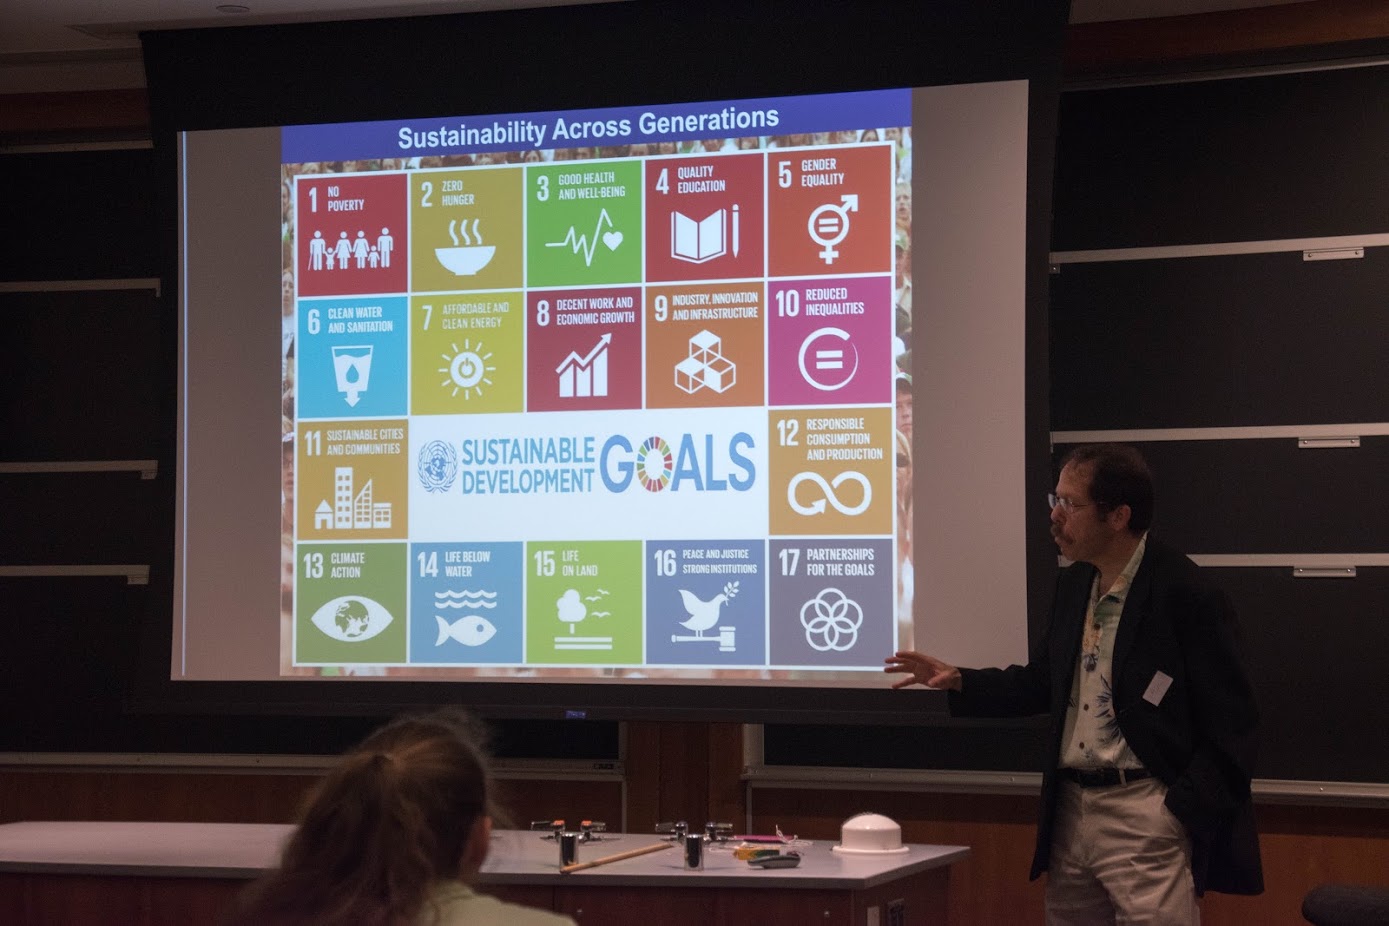 Sustainability Across Generations
1 NO
POVERTY
2 ZERO
HUNGER
3 GOOD HEALTH
AND WELL-BEING
4 QUALITY
EDUCATION
5 GENDER
EQUALITY
6 CLEAN WATER
AND SANITATION
7 AFFORDABLE AND
CLEAN ENERGY
8 DECENT WORK AND
ECONOMIC GROWTH
9 INDUSTRY, INNOVATION
AND INFRASTRUCTURE
10 REDUCED
INEQUALITIES
11 SUSTAINABLE CITIES
AND COMMUNITIES
SUSTAINABLE
DEVELOPMENT GOALS
12 RESPONSIBLE
CONSUMPTION
AND PRODUCTION
13 CLIMATE
ACTION
14 LIFE BELOW
WATER
15 LIFE
ON LAND
16 PEACE AND JUSTICE
STRONG INSTITUTIONS
17 PARTNERSHIPS
FOR THE GOALS